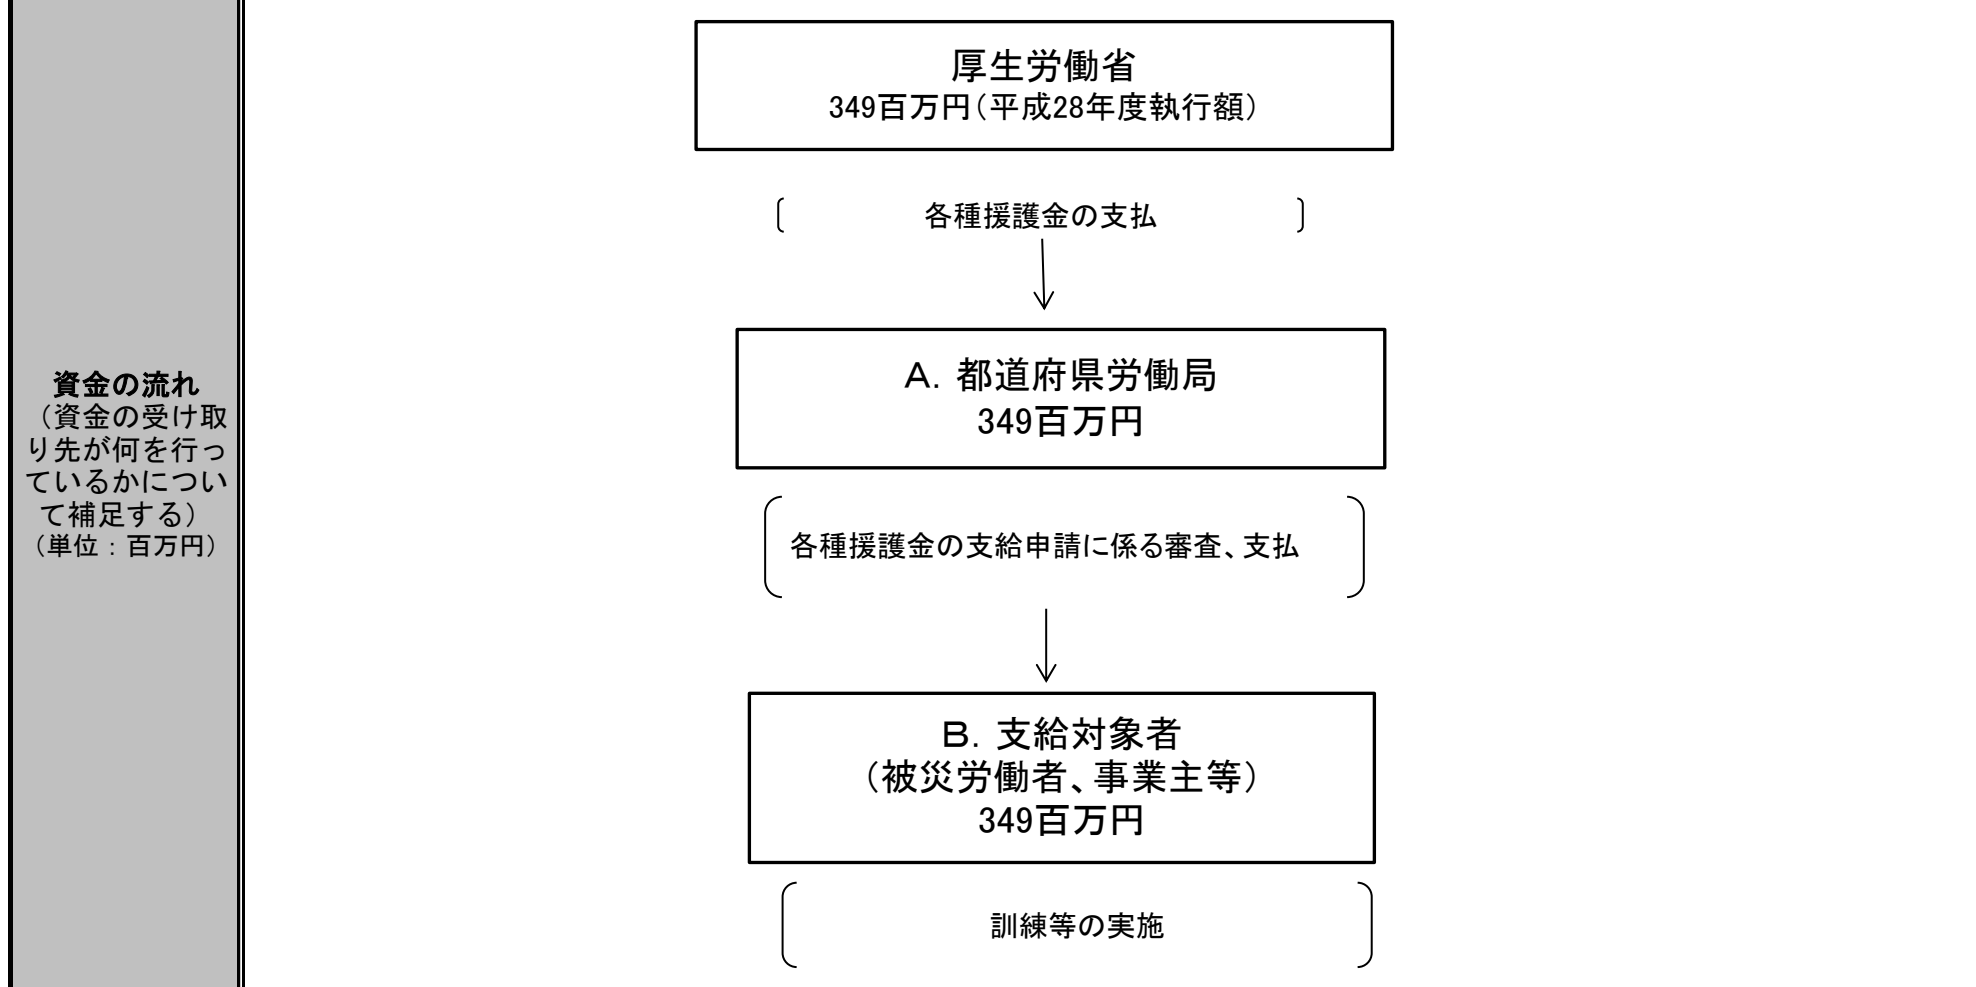 資金の流れ
（資金の受け取
り先が何を行っ
ているかについ
て補足する）
（単位：百万円）
厚生労働省
349百万円（平成28年度執行額）
各種援護金の支払
Ａ．都道府県労働局
349百万円
各種援護金の支給申請に係る審査、支払
Ｂ．支給対象者
（被災労働者、事業主等）
349百万円
訓練等の実施